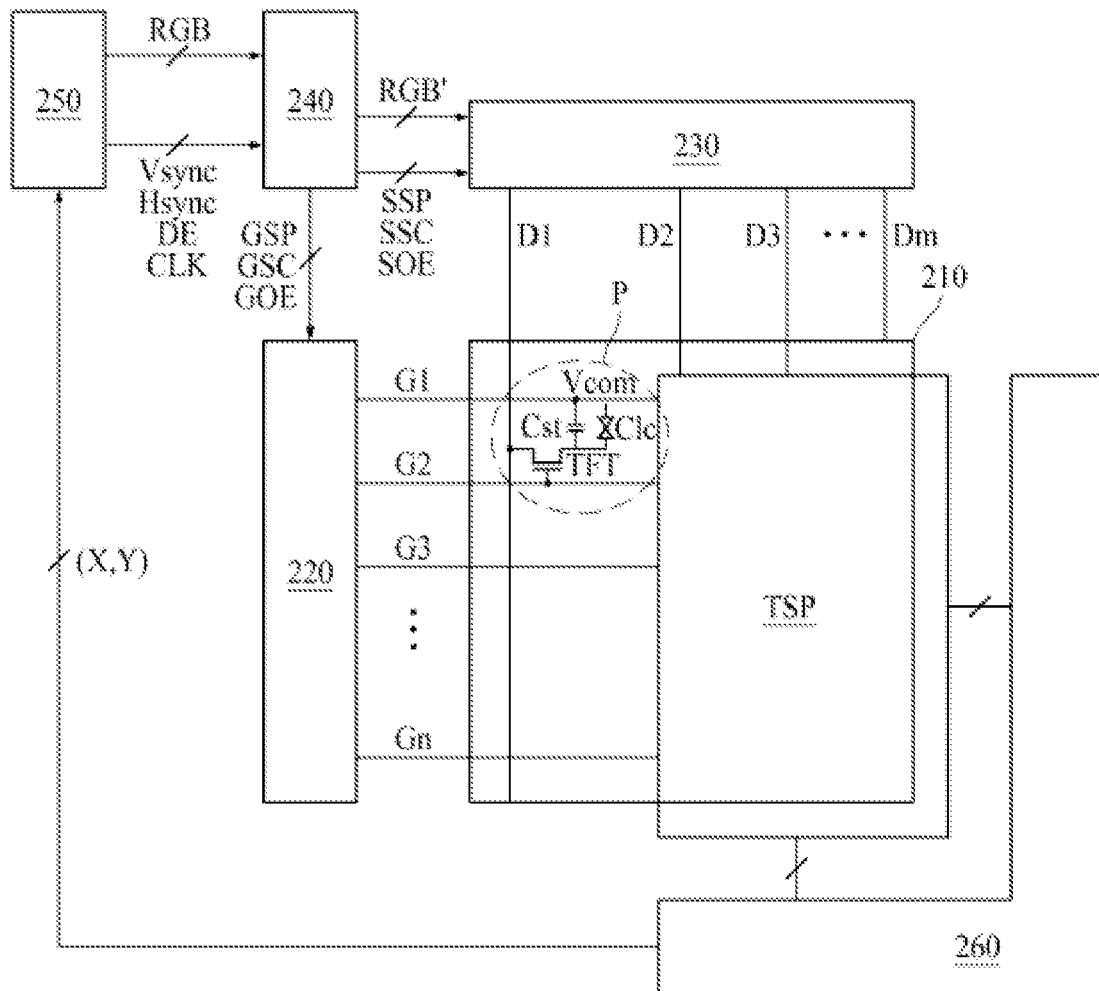 RGB
250
240
RGB'
230
Vsync
Hsync
DE
CLK
SSP
SSC
SOE
GSP
GSC
GOE
D1
D2
D3
• • •
Dm
210
P
G1
Vcom
Cst
Clc
G2
TFT
(X,Y)
220
G3
TSP
Gn
260